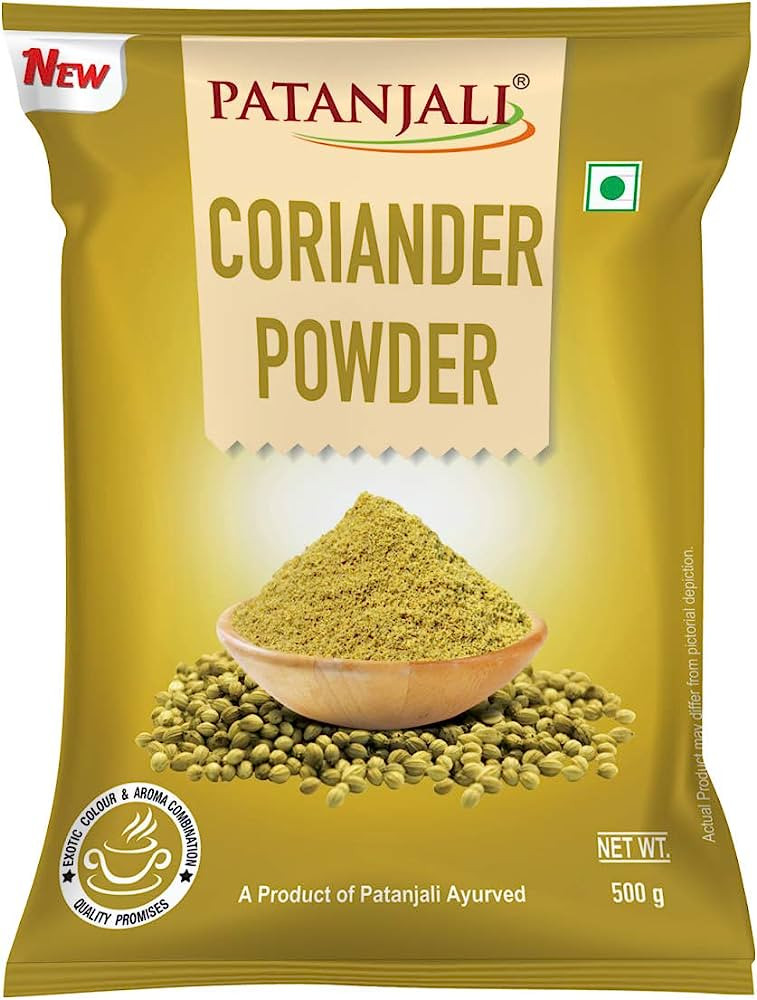 NEW
PATANJALI®
CORIANDER
POWDER
Actual Product may differ from pictorial depiction.
★ EXOTIC COLOUR & AROMA COMBINATION ★
QUALITY PROMISES
A Product of Patanjali Ayurved
NET WT.
500 g